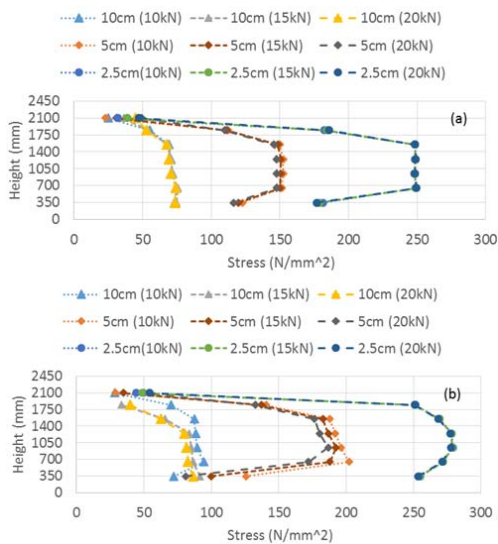 10cm (10kN) 10cm (15kN) 10cm (20kN)
5cm (10kN) 5cm (15kN) 5cm (20kN)
2.5cm(10kN) 2.5cm (15kN) 2.5cm (20kN)
2450
2100
1750
1400
1050
700
350
0
Height (mm)
(a)
0 50 100 150 200 250 300
Stress (N/mm^2)
10cm (10kN) 10cm (15kN) 10cm (20kN)
5cm (10kN) 5cm (15kN) 5cm (20kN)
2.5cm(10kN) 2.5cm (15kN) 2.5cm (20kN)
2450
2100
1750
1400
1050
700
350
0
Height (mm)
(b)
0 50 100 150 200 250 300
Stress (N/mm^2)